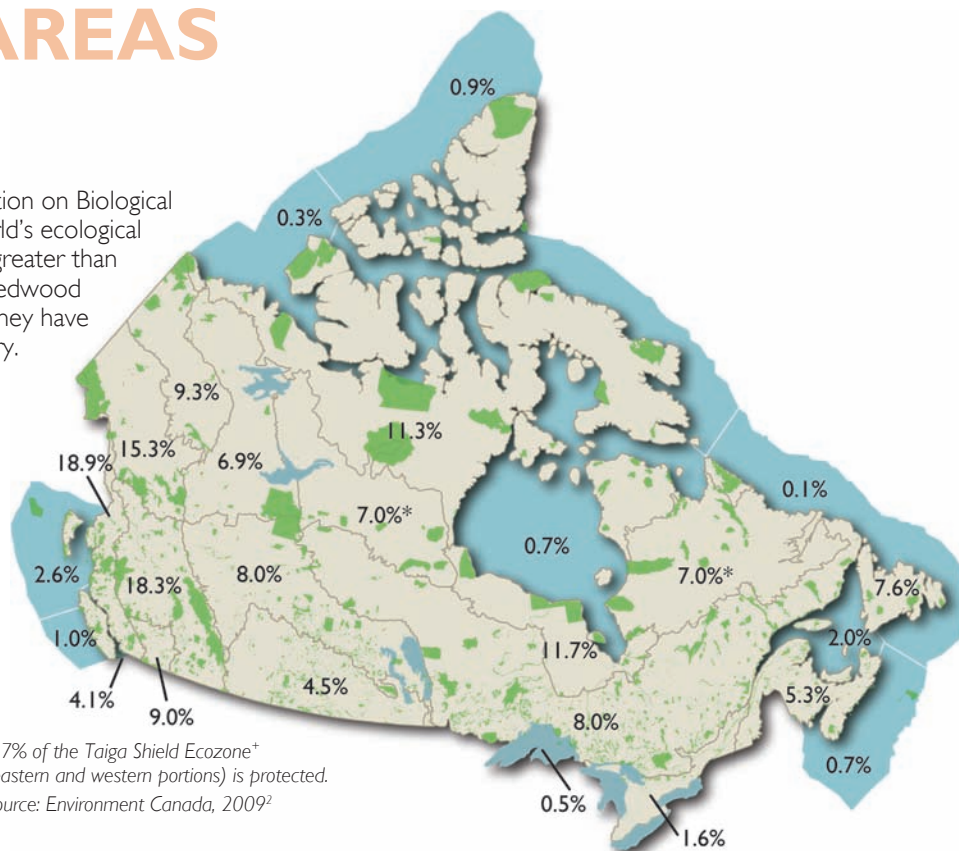 AREAS
tion on Biological
rld's ecological
greater than
edwood
hey have
ry.
0.9%
0.3%
9.3%
11.3%
15.3%
18.9%
6.9%
0.1%
7.0%*
0.7%
2.6%
18.3%
8.0%
7.0%*
7.6%
1.0%
2.0%
11.7%
4.1%
9.0%
4.5%
5.3%
8.0%
0.7%
7% of the Taiga Shield Ecozone+
eastern and western portions) is protected.
ource: Environment Canada, 2009²
0.5%
1.6%